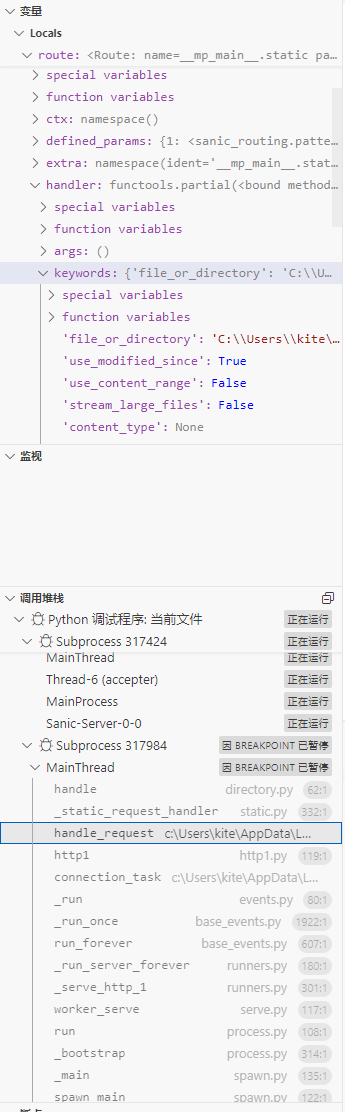 变量
Locals
route: <Route: name=__mp_main__.static pa...
special variables
function variables
ctx: namespace()
defined_params: {1: <sanic_routing.patte...
extra: namespace(ident='__mp_main__.stat...
handler: functools.partial(<bound method...
special variables
function variables
args: ()
keywords: {'file_or_directory': 'C:\\U...
special variables
function variables
'file_or_directory': 'C:\\Users\\kite\...
'use_modified_since': True
'use_content_range': False
'stream_large_files': False
'content_type': None
监视
调用堆栈
Python 调试程序: 当前文件 正在运行
Subprocess 317424 正在运行
MainThread 正在运行
Thread-6 (accepter) 正在运行
MainProcess 正在运行
Sanic-Server-0-0 正在运行
Subprocess 317984 因 BREAKPOINT 已暂停
MainThread 因 BREAKPOINT 已暂停
handle directory.py 62:1
_static_request_handler static.py 332:1
handle_request c:\Users\kite\AppData\L...
http1 http1.py 119:1
connection_task c:\Users\kite\AppData\L...
_run events.py 80:1
_run_once base_events.py 1922:1
run_forever base_events.py 607:1
_run_server_forever runners.py 180:1
_serve_http_1 runners.py 301:1
worker_serve serve.py 117:1
run process.py 108:1
_bootstrap process.py 314:1
_main spawn.py 135:1
spawn_main spawn.py 122:1